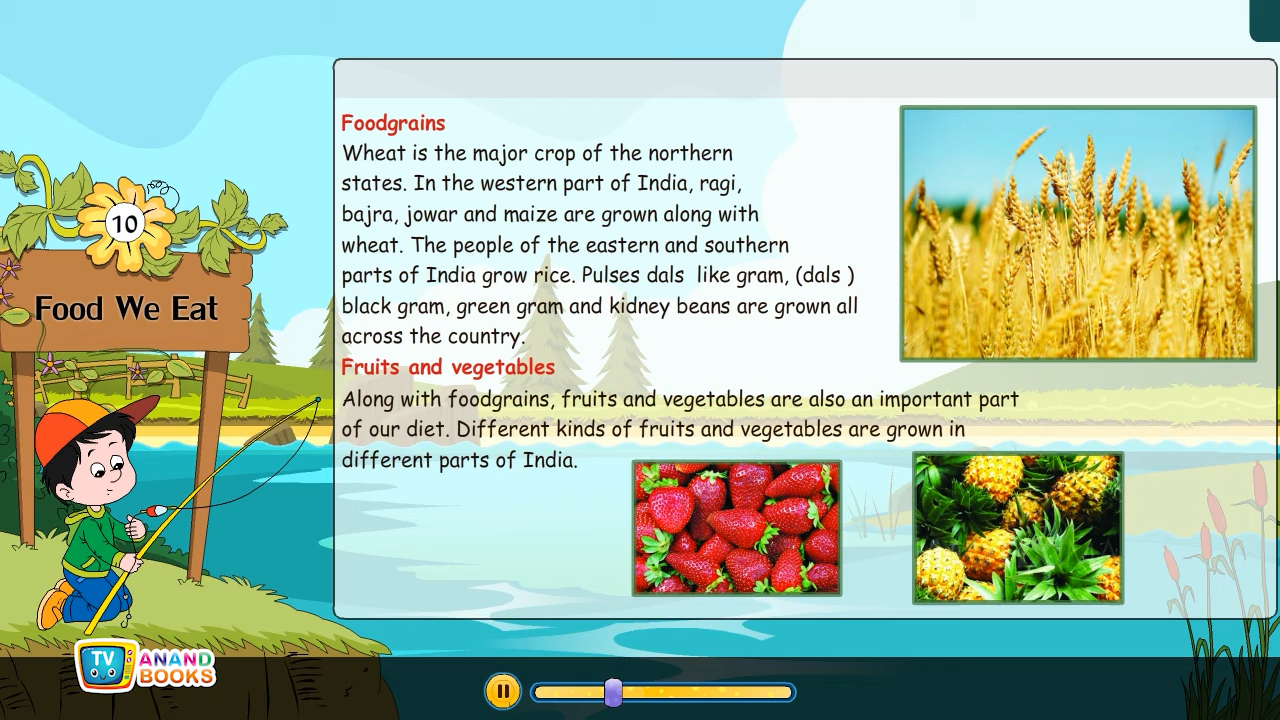 10
Food We Eat
Foodgrains
Wheat is the major crop of the northern
states. In the western part of India, ragi,
bajra, jowar and maize are grown along with
wheat. The people of the eastern and southern
parts of India grow rice. Pulses dals  like gram, (dals )
black gram, green gram and kidney beans are grown all
across the country.
Fruits and vegetables
Along with foodgrains, fruits and vegetables are also an important part
of our diet. Different kinds of fruits and vegetables are grown in
different parts of India.
TV
ANAND
BOOKS